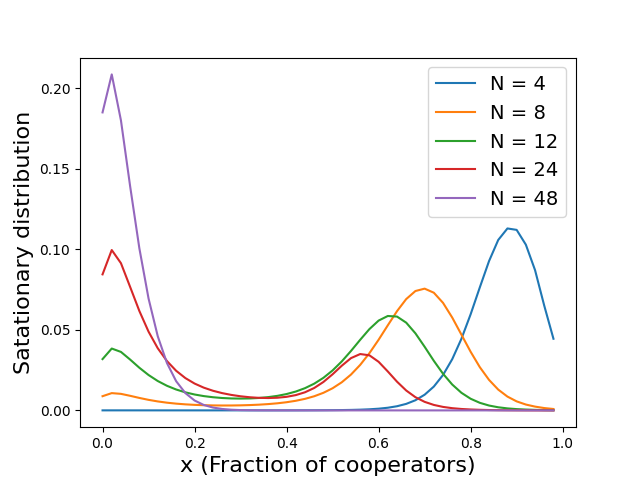 N = 4
N = 8
N = 12
N = 24
N = 48
Satationary distribution
0.20
0.15
0.10
0.05
0.00
0.0 0.2 0.4 0.6 0.8 1.0
x (Fraction of cooperators)